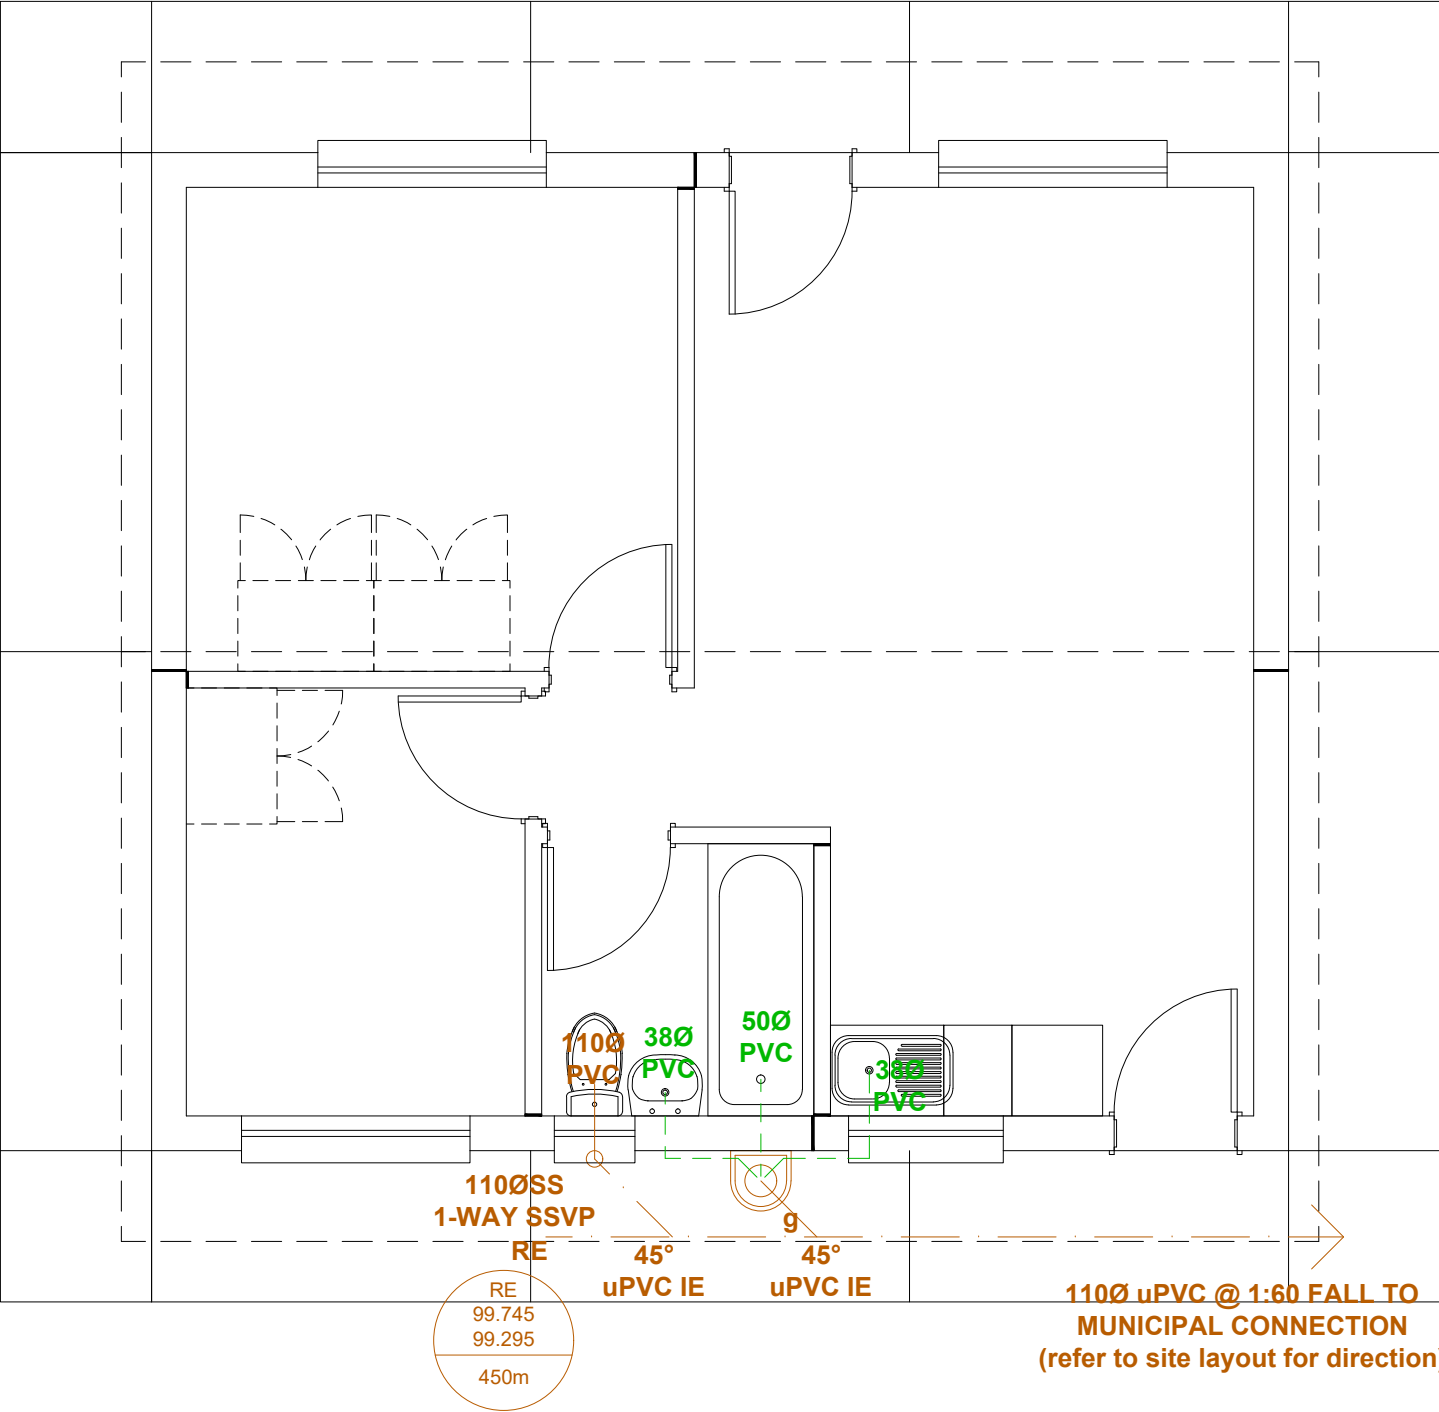 110Ø
PVC
38Ø
PVC
50Ø
PVC
38Ø
PVC
110ØSS
1-WAY SSVP
RE
45°
uPVC IE
g
45°
uPVC IE
RE
99.745
99.295
450m
110Ø uPVC @ 1:60 FALL TO
MUNICIPAL CONNECTION
(refer to site layout for direction)